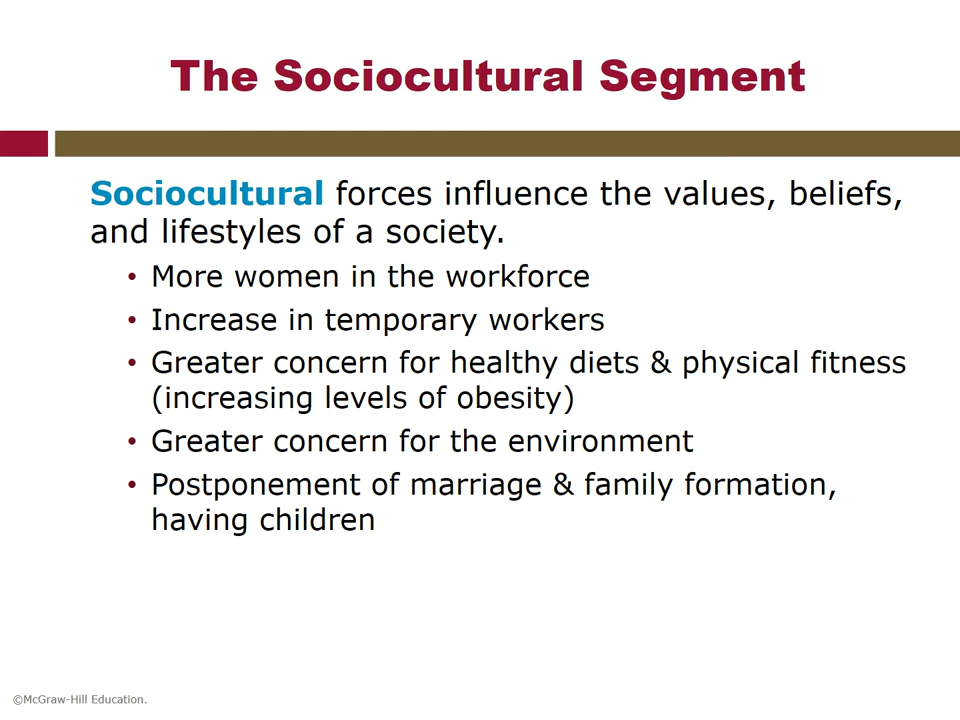 The Sociocultural Segment
Sociocultural forces influence the values, beliefs,
and lifestyles of a society.
• More women in the workforce
• Increase in temporary workers
• Greater concern for healthy diets & physical fitness
(increasing levels of obesity)
• Greater concern for the environment
• Postponement of marriage & family formation,
having children
©McGraw-Hill Education.